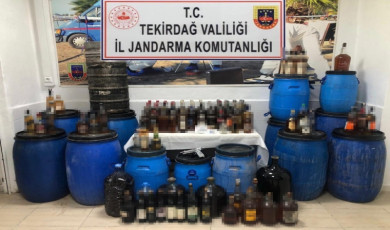 T.C.
TEKİRDAĞ VALİLİĞİ
İL JANDARMA KOMUTANLIĞI